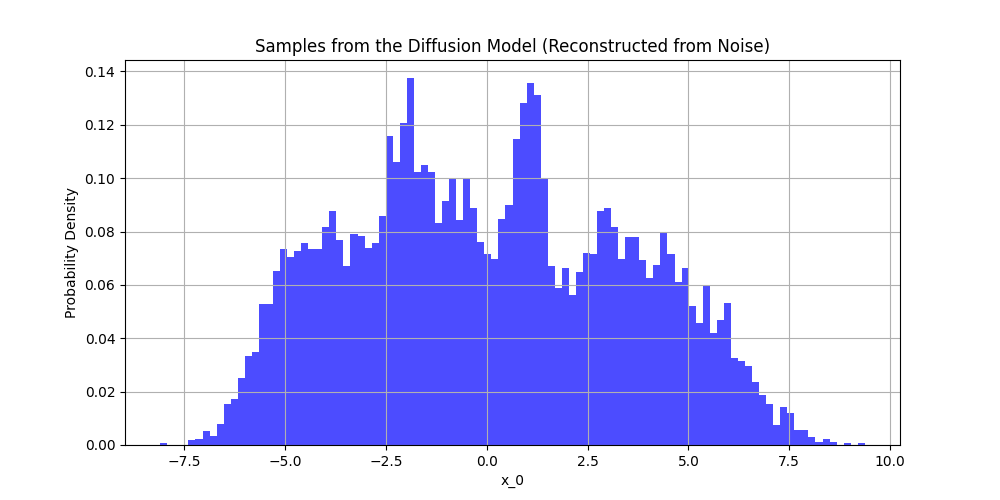 Samples from the Diffusion Model (Reconstructed from Noise)
0.14
0.12
0.10
0.08
0.06
0.04
0.02
0.00
Probability Density
−7.5 −5.0 −2.5 0.0 2.5 5.0 7.5 10.0
x_0